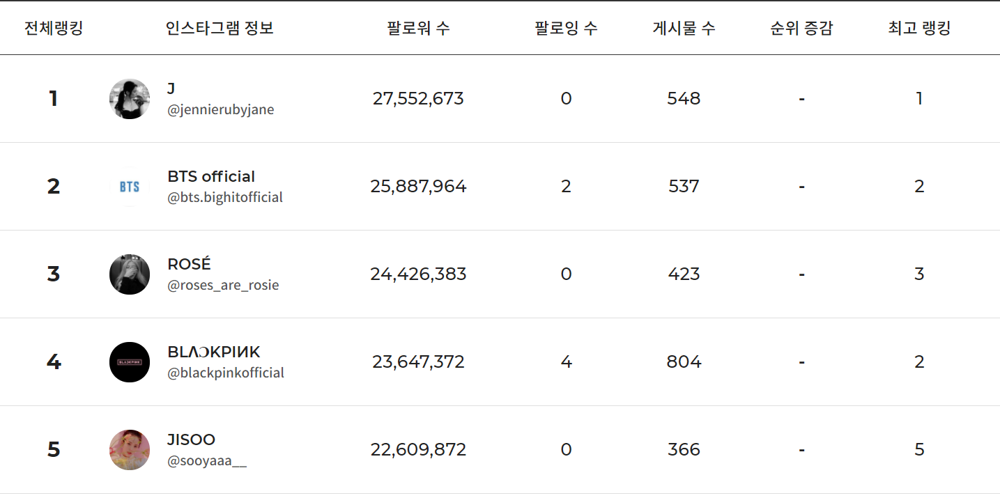 전체랭킹 인스타그램 정보 팔로워 수 팔로잉 수 게시물 수 순위 증감 최고 랭킹
1 J 27,552,673 0 548 - 1
@jennierubyjane
BTS
2 BTS official 25,887,964 2 537 - 2
@bts.bighitofficial
3 ROSÉ 24,426,383 0 423 - 3
@roses_are_rosie
BLΛƆKPIИK
4 BLΛƆKPIИK 23,647,372 4 804 - 2
@blackpinkofficial
5 JISOO 22,609,872 0 366 - 5
@sooyaaa__